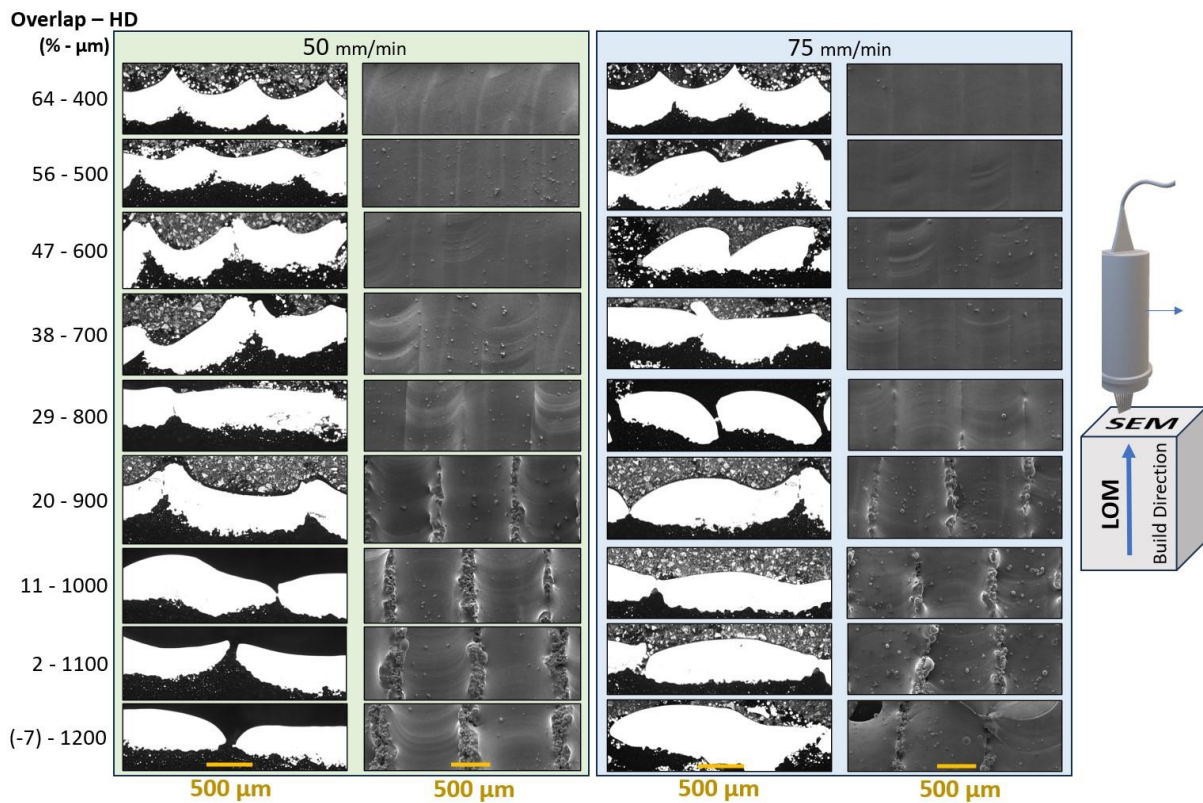 Overlap – HD
(% - µm)
50 mm/min
75 mm/min
64 - 400
56 - 500
47 - 600
38 - 700
29 - 800
20 - 900
11 - 1000
2 - 1100
(-7) - 1200
500 µm
500 µm
500 µm
500 µm
SEM
LOM
Build Direction